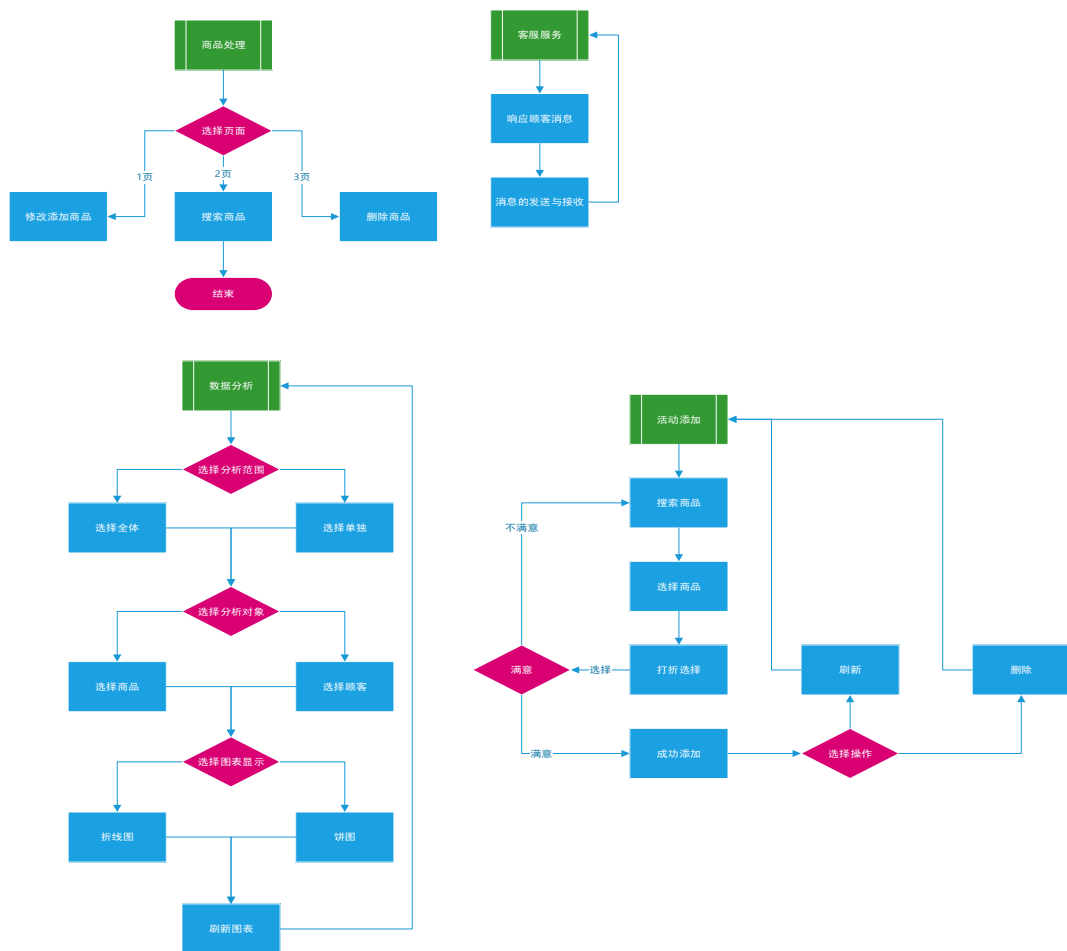 商品处理
选择页面
1页
2页
3页
修改添加商品
搜索商品
删除商品
结束
客服服务
响应顾客消息
消息的发送与接收
数据分析
选择分析范围
选择全体
选择单独
选择分析对象
选择商品
选择顾客
选择图表显示
折线图
饼图
刷新图表
活动添加
搜索商品
不满意
选择商品
满意
选择
打折选择
刷新
删除
满意
成功添加
选择操作